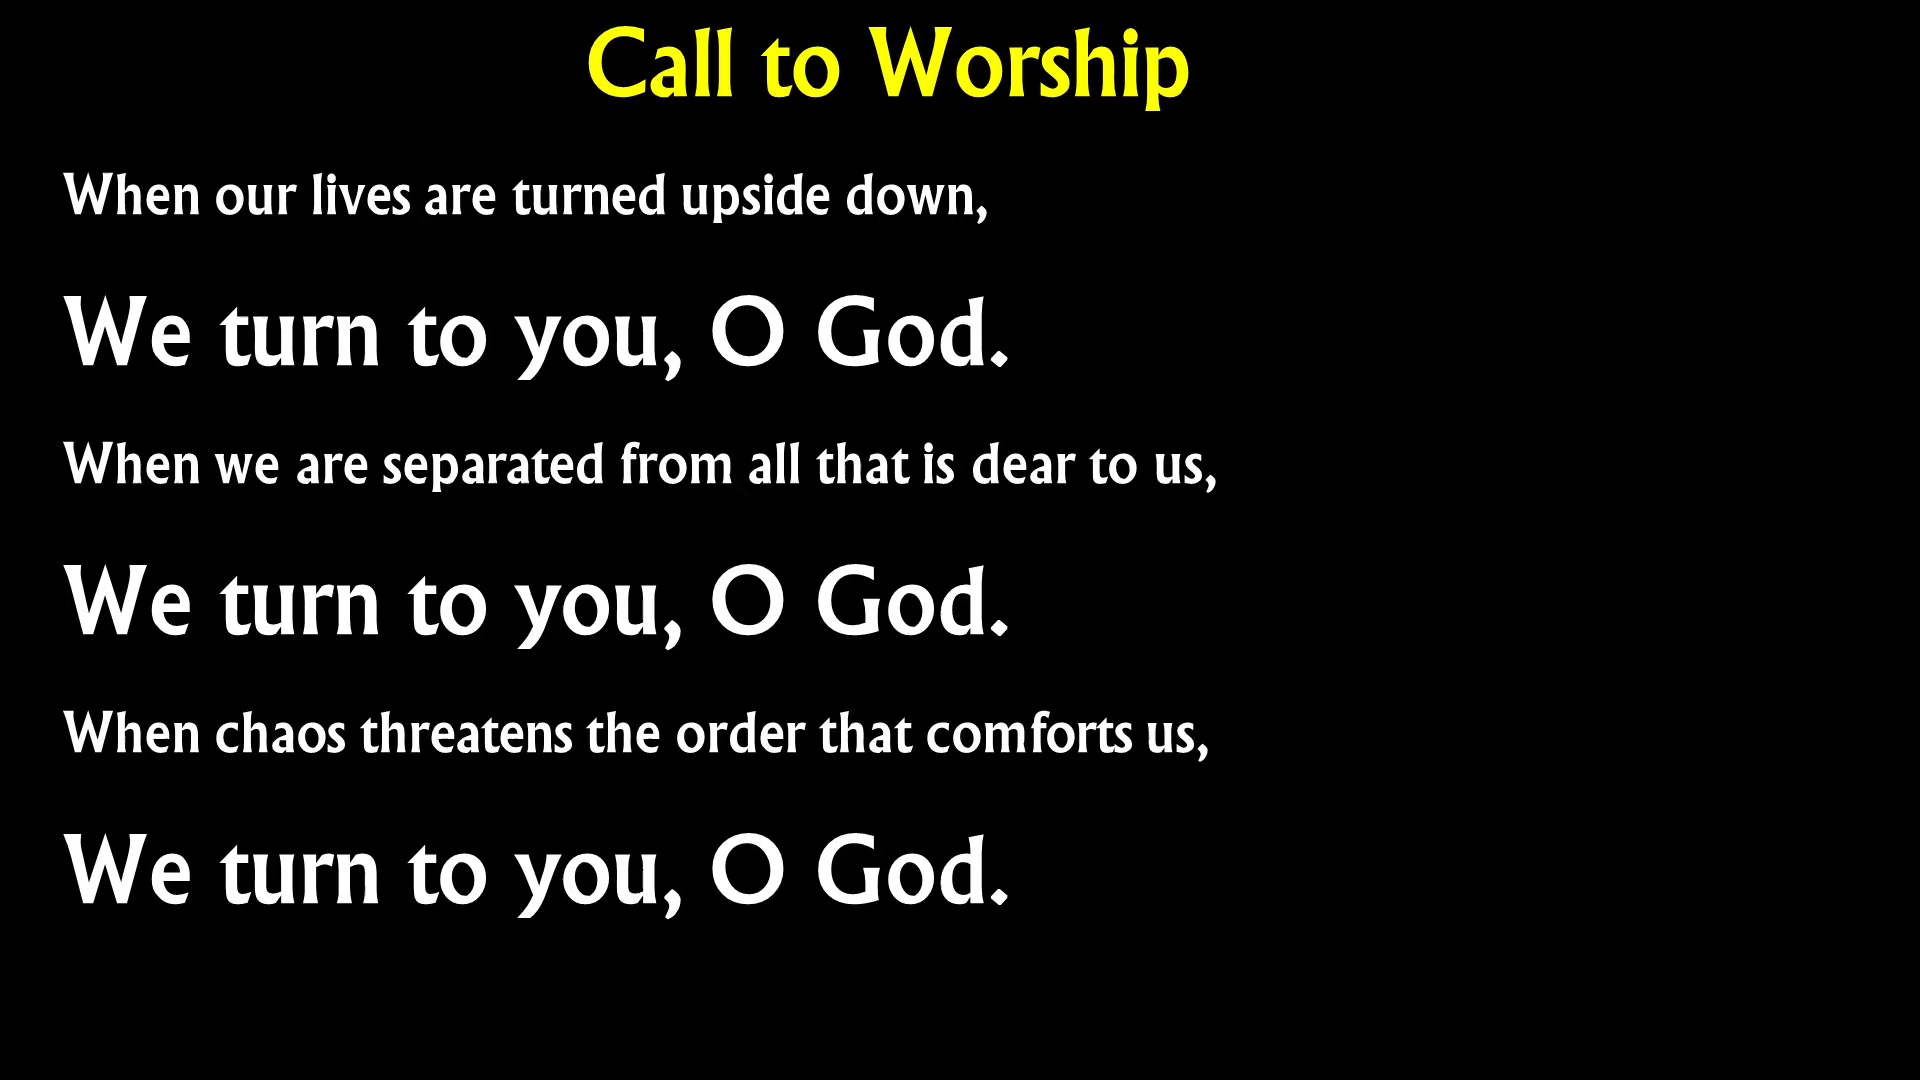 Call to Worship
When our lives are turned upside down,
We turn to you, O God.
When we are separated from all that is dear to us,
We turn to you, O God.
When chaos threatens the order that comforts us,
We turn to you, O God.